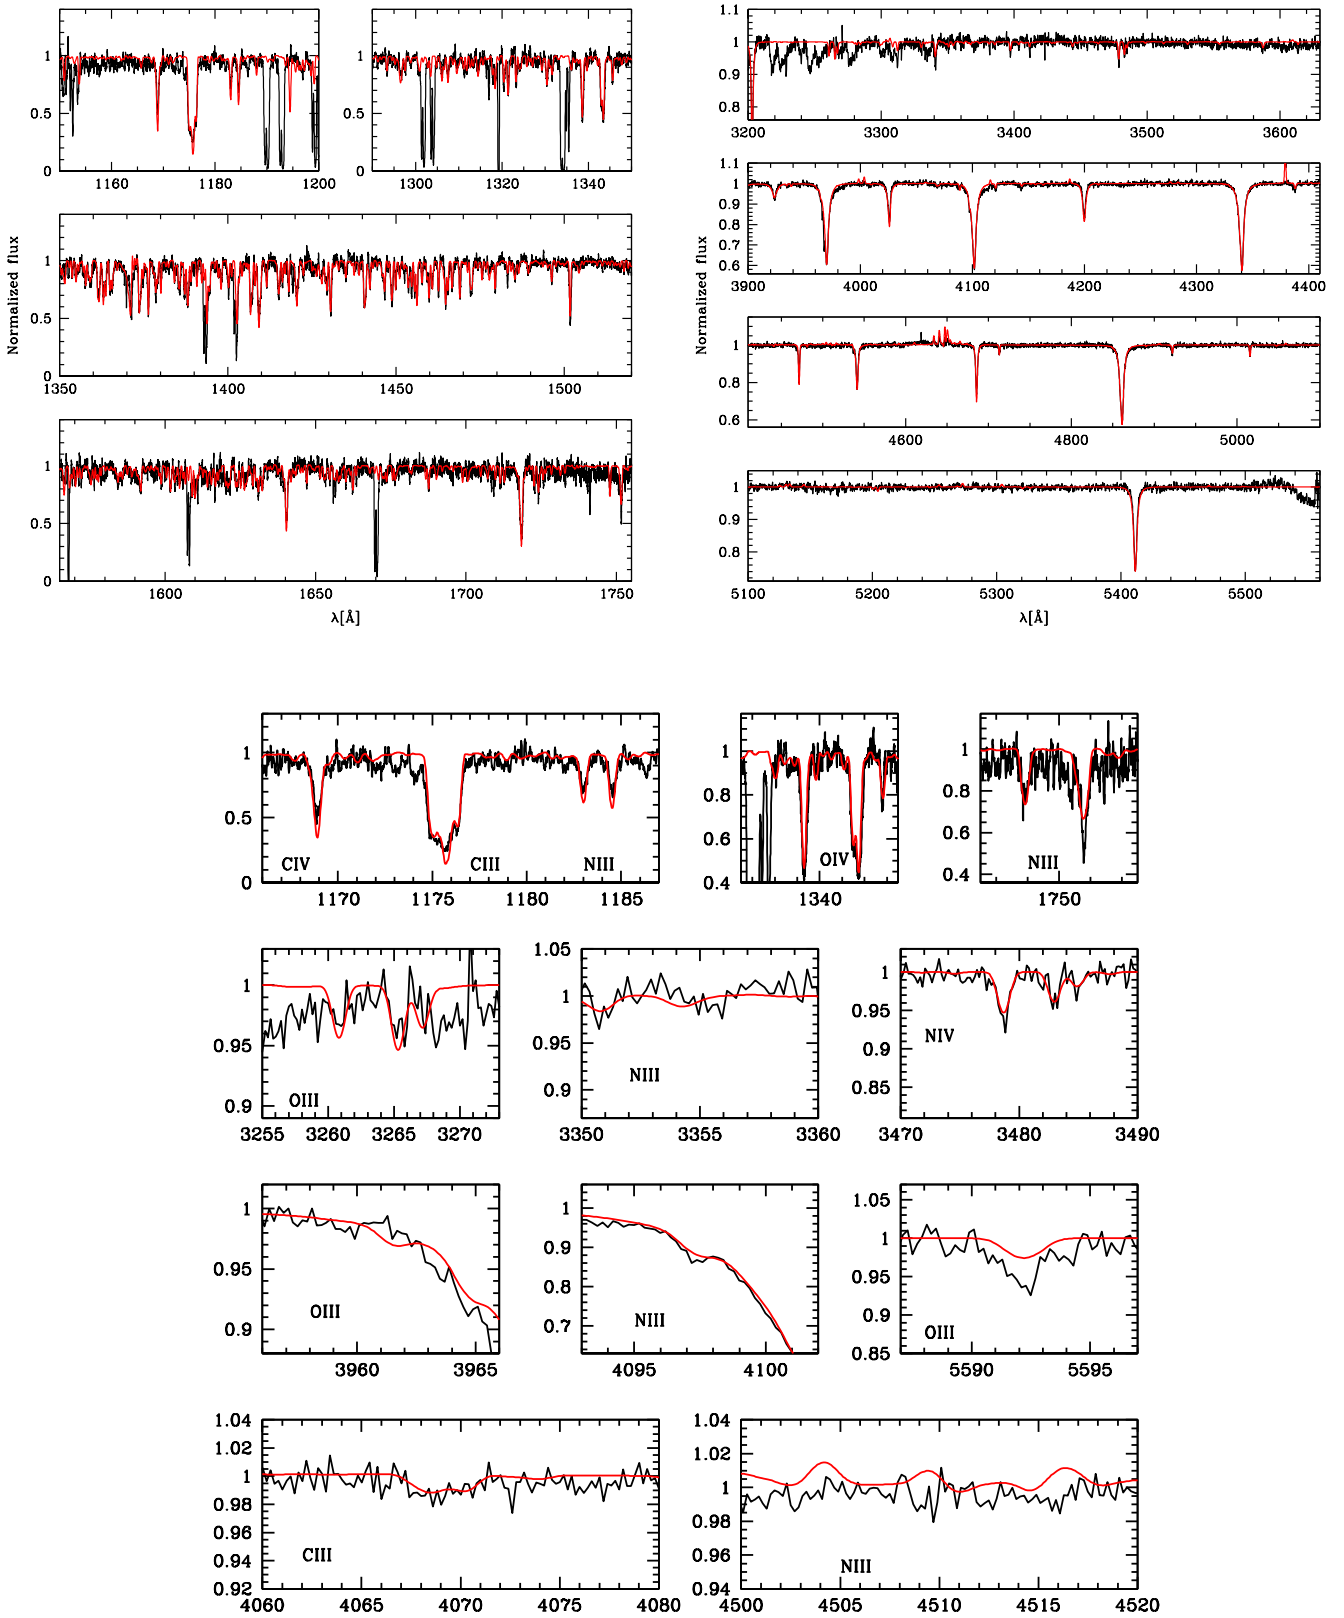 1
0.5
0
1160 1180 1200
1300 1320 1340
1
0.5
0
1350 1400 1450 1500
Normalized flux
1
0.5
0
1600 1650 1700 1750
λ[Å]
1.1
1
0.9
0.8
3200 3300 3400 3500 3600
1.1
1
0.9
0.8
0.7
0.6
3900 4000 4100 4200 4300 4400
Normalized flux
1
0.8
0.6
4600 4800 5000
1
0.9
0.8
5100 5200 5300 5400 5500
λ[Å]
1
0.5
0
CIV CIII NIII
1170 1175 1180 1185
1
0.8
0.6
0.4
OIV
1340
1
0.8
0.6
0.4
NIII
1750
1
0.95
0.9
OIII
3255 3260 3265 3270
1.05
1
0.95
0.9
NIII
3350 3355 3360
1
0.95
0.9
0.85
NIV
3470 3480 3490
1
0.95
0.9
OIII
3960 3965
1
0.9
0.8
0.7
NIII
4095 4100
1.05
1
0.95
0.9
0.85
OIII
5590 5595
1.04
1.02
1
0.98
0.96
0.94
0.92
CIII
4060 4065 4070 4075 4080
1.04
1.02
1
0.98
0.96
0.94
NIII
4500 4505 4510 4515 4520